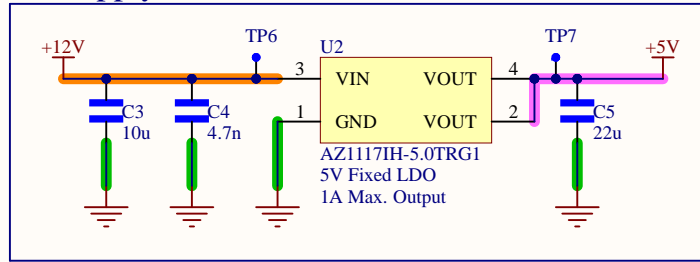 +12V TP6 U2 TP7 +5V
3 VIN VOUT 4
C3 C4 1 GND VOUT 2 C5
10u 4.7n 22u
AZ1117IH-5.0TRG1
5V Fixed LDO
1A Max. Output